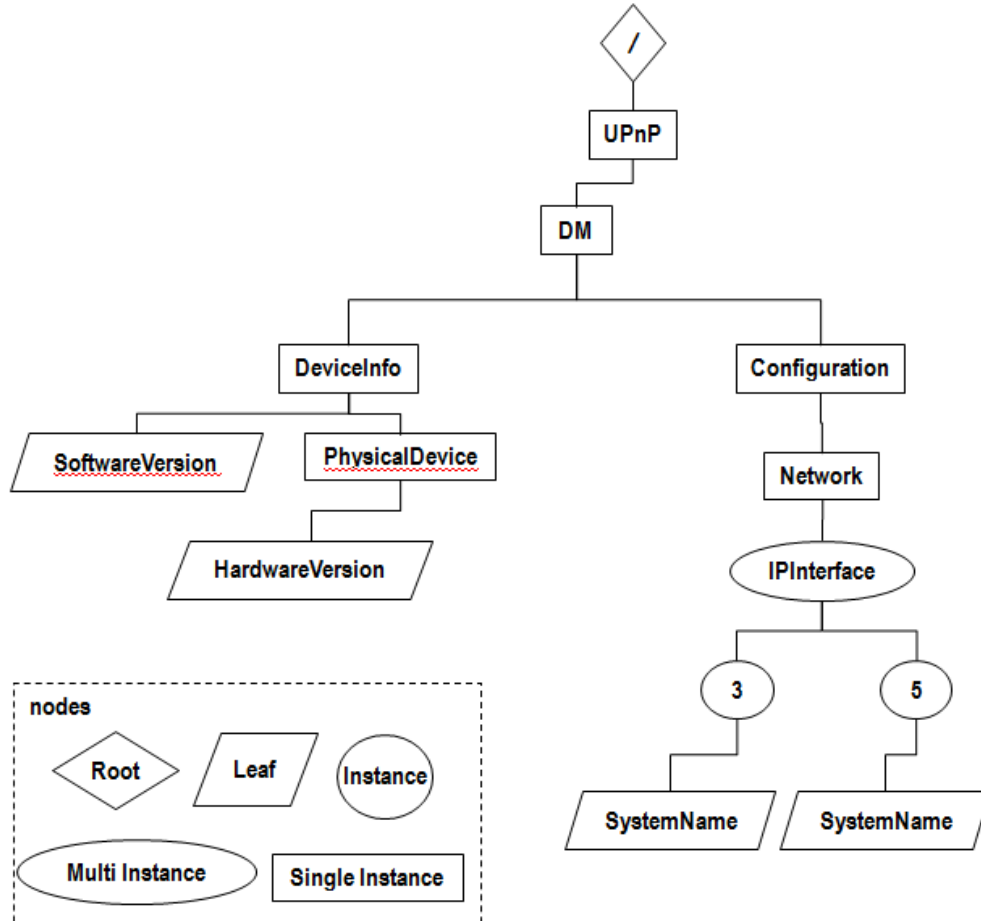 /
UPnP
DM
DeviceInfo
Configuration
SoftwareVersion
PhysicalDevice
Network
HardwareVersion
IPInterface
3
5
SystemName
SystemName
nodes
Root
Leaf
Instance
Multi Instance
Single Instance